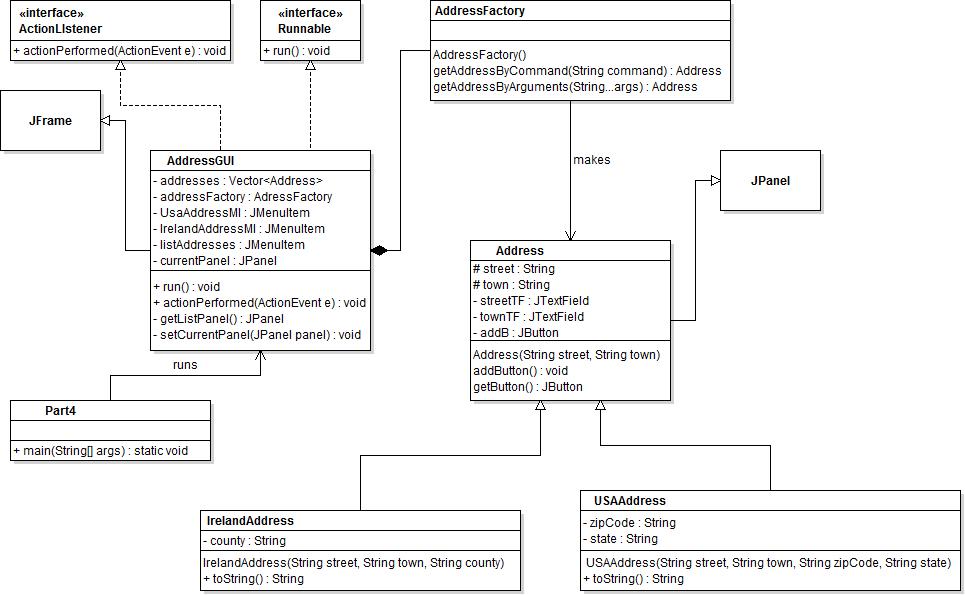 «interface»
ActionLIstener
+ actionPerformed(ActionEvent e) : void
«interface»
Runnable
+ run() : void
AddressFactory
AddressFactory()
getAddressByCommand(String command) : Address
getAddressByArguments(String...args) : Address
JFrame
makes
JPanel
AddressGUI
- addresses : Vector<Address>
- addressFactory : AdressFactory
- UsaAddressMI : JMenuItem
- IrelandAddressMI : JMenuItem
- listAddresses : JMenuItem
- currentPanel : JPanel
+ run() : void
+ actionPerformed(ActionEvent e) : void
- getListPanel() : JPanel
- setCurrentPanel(JPanel panel) : void
Address
# street : String
# town : String
- streetTF : JTextField
- townTF : JTextField
- addB : JButton
Address(String street, String town)
addButton() : void
getButton() : JButton
runs
Part4
+ main(String[] args) : static void
IrelandAddress
- county : String
IrelandAddress(String street, String town, String county)
+ toString() : String
USAAddress
- zipCode : String
- state : String
USAAddress(String street, String town, String zipCode, String state)
+ toString() : String